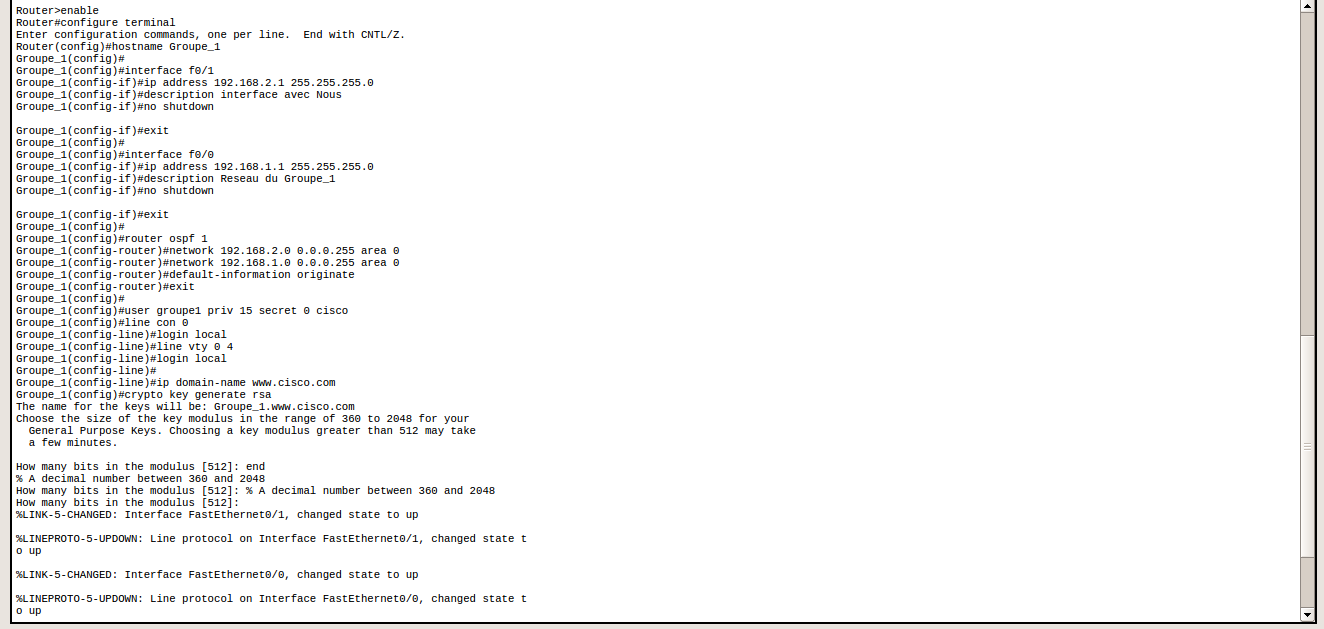 Router>enable
Router#configure terminal
Enter configuration commands, one per line.  End with CNTL/Z.
Router(config)#hostname Groupe_1
Groupe_1(config)#
Groupe_1(config)#interface f0/1
Groupe_1(config-if)#ip address 192.168.2.1 255.255.255.0
Groupe_1(config-if)#description interface avec Nous
Groupe_1(config-if)#no shutdown
Groupe_1(config-if)#exit
Groupe_1(config)#
Groupe_1(config)#interface f0/0
Groupe_1(config-if)#ip address 192.168.1.1 255.255.255.0
Groupe_1(config-if)#description Reseau du Groupe_1
Groupe_1(config-if)#no shutdown
Groupe_1(config-if)#exit
Groupe_1(config)#
Groupe_1(config)#router ospf 1
Groupe_1(config-router)#network 192.168.2.0 0.0.0.255 area 0
Groupe_1(config-router)#network 192.168.1.0 0.0.0.255 area 0
Groupe_1(config-router)#default-information originate
Groupe_1(config-router)#exit
Groupe_1(config)#
Groupe_1(config)#user groupe1 priv 15 secret 0 cisco
Groupe_1(config)#line con 0
Groupe_1(config-line)#login local
Groupe_1(config-line)#line vty 0 4
Groupe_1(config-line)#login local
Groupe_1(config-line)#
Groupe_1(config-line)#ip domain-name www.cisco.com
Groupe_1(config)#crypto key generate rsa
The name for the keys will be: Groupe_1.www.cisco.com
Choose the size of the key modulus in the range of 360 to 2048 for your
General Purpose Keys. Choosing a key modulus greater than 512 may take
a few minutes.
How many bits in the modulus [512]: end
% A decimal number between 360 and 2048
How many bits in the modulus [512]: % A decimal number between 360 and 2048
How many bits in the modulus [512]:
%LINK-5-CHANGED: Interface FastEthernet0/1, changed state to up
%LINEPROTO-5-UPDOWN: Line protocol on Interface FastEthernet0/1, changed state t
o up
%LINK-5-CHANGED: Interface FastEthernet0/0, changed state to up
%LINEPROTO-5-UPDOWN: Line protocol on Interface FastEthernet0/0, changed state t
o up